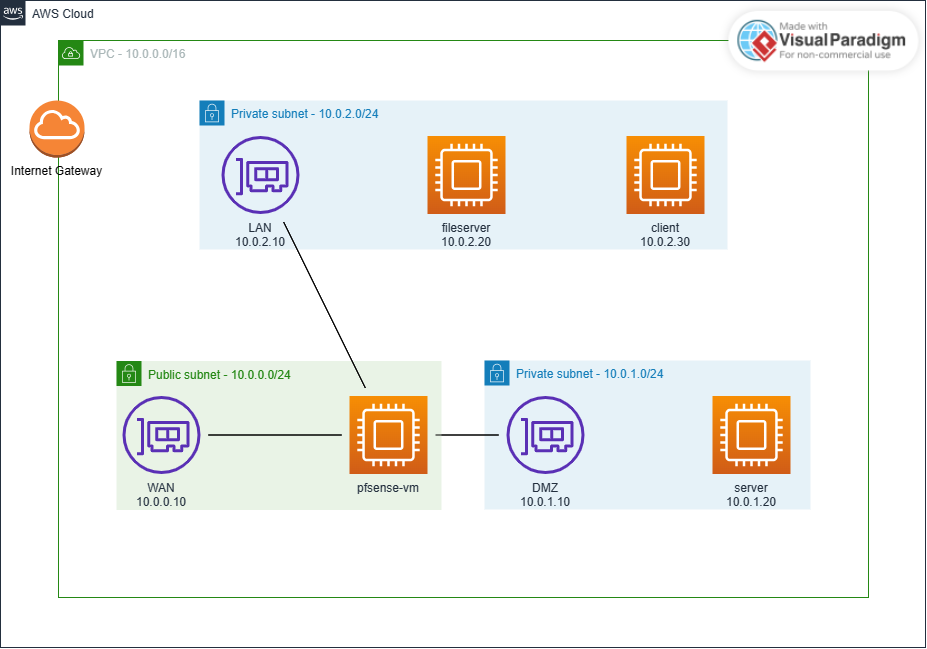 aws
AWS Cloud
Made with
VisualParadigm
For non-commercial use
VPC - 10.0.0.0/16
Internet Gateway
Private subnet - 10.0.2.0/24
LAN
10.0.2.10
fileserver
10.0.2.20
client
10.0.2.30
Public subnet - 10.0.0.0/24
WAN
10.0.0.10
pfsense-vm
Private subnet - 10.0.1.0/24
DMZ
10.0.1.10
server
10.0.1.20